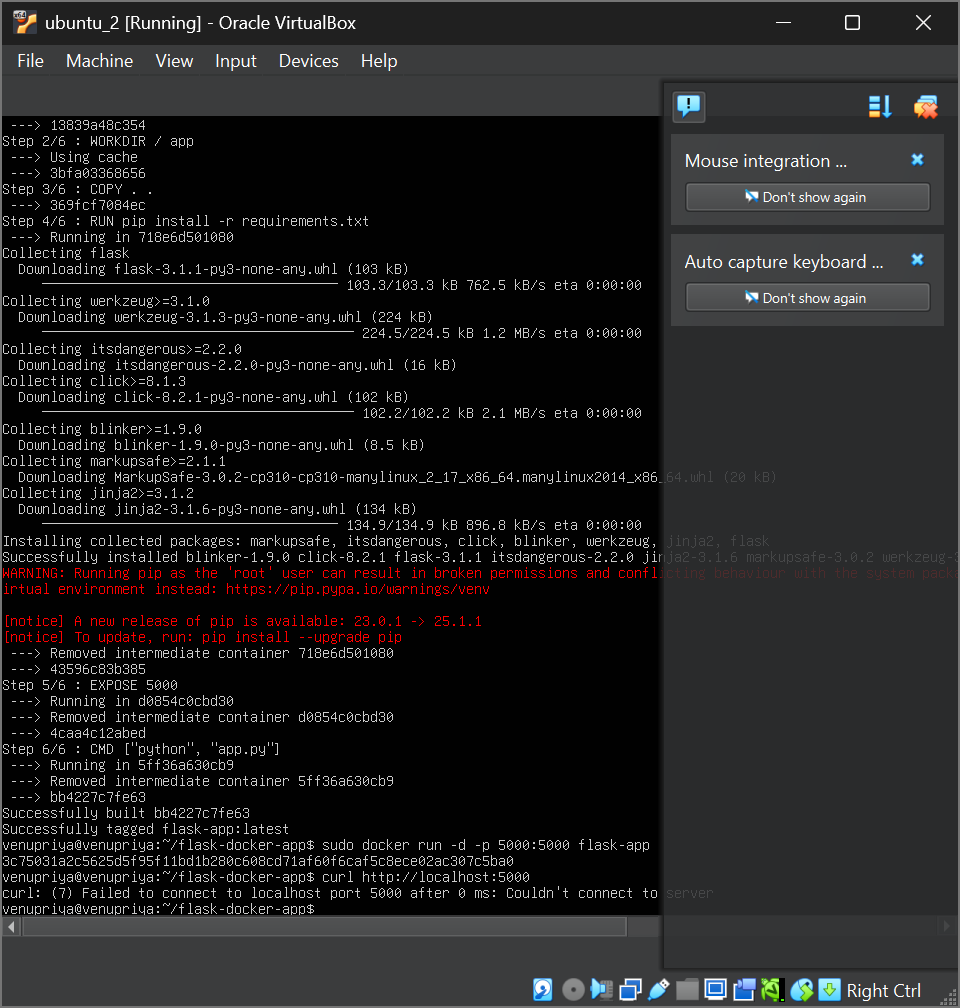 ubuntu_2 [Running] - Oracle VirtualBox
File Machine View Input Devices Help
---> 13839a48c354
Step 2/6 : WORKDIR / app
---> Using cache
---> 3bfa03368656
Step 3/6 : COPY . .
---> 369fcf7084ec
Step 4/6 : RUN pip install -r requirements.txt
---> Running in 718e6d501080
Collecting flask
Downloading flask-3.1.1-py3-none-any.whl (103 kB)
103.3/103.3 kB 762.5 kB/s eta 0:00:00
Collecting werkzeug>=3.1.0
Downloading werkzeug-3.1.3-py3-none-any.whl (224 kB)
224.5/224.5 kB 1.2 MB/s eta 0:00:00
Collecting itsdangerous>=2.2.0
Downloading itsdangerous-2.2.0-py3-none-any.whl (16 kB)
Collecting click>=8.1.3
Downloading click-8.2.1-py3-none-any.whl (102 kB)
102.2/102.2 kB 2.1 MB/s eta 0:00:00
Collecting blinker>=1.9.0
Downloading blinker-1.9.0-py3-none-any.whl (8.5 kB)
Collecting markupsafe>=2.1.1
Downloading MarkupSafe-3.0.2-cp310-cp310-manylinux_2_17_x86_64.manylinux2014_x86_64.whl (20 kB)
Collecting jinja2>=3.1.2
Downloading jinja2-3.1.6-py3-none-any.whl (134 kB)
134.9/134.9 kB 896.8 kB/s eta 0:00:00
Installing collected packages: markupsafe, itsdangerous, click, blinker, werkzeug, jinja2, flask
Successfully installed blinker-1.9.0 click-8.2.1 flask-3.1.1 itsdangerous-2.2.0 jinja2-3.1.6 markupsafe-3.0.2 werkzeug-3
WARNING: Running pip as the 'root' user can result in broken permissions and conflicting behaviour with the system pack
irtual environment instead: https://pip.pypa.io/warnings/venv
[notice] A new release of pip is available: 23.0.1 -> 25.1.1
[notice] To update, run: pip install --upgrade pip
---> Removed intermediate container 718e6d501080
---> 43596c83b385
Step 5/6 : EXPOSE 5000
---> Running in d0854c0cbd30
---> Removed intermediate container d0854c0cbd30
---> 4caa4c12abed
Step 6/6 : CMD ["python", "app.py"]
---> Running in 5ff36a630cb9
---> Removed intermediate container 5ff36a630cb9
---> bb4227c7fe63
Successfully built bb4227c7fe63
Successfully tagged flask-app:latest
venupriya@venupriya:~/flask-docker-app$ sudo docker run -d -p 5000:5000 flask-app
3c75031a2c5625d5f95f11bd1b280c608cd71af60f6caf5c8ece02ac307c5ba0
venupriya@venupriya:~/flask-docker-app$ curl http://localhost:5000
curl: (7) Failed to connect to localhost port 5000 after 0 ms: Couldn't connect to server
venupriya@venupriya:~/flask-docker-app$
Mouse integration ...
Don't show again
Auto capture keyboard ...
Don't show again
Right Ctrl